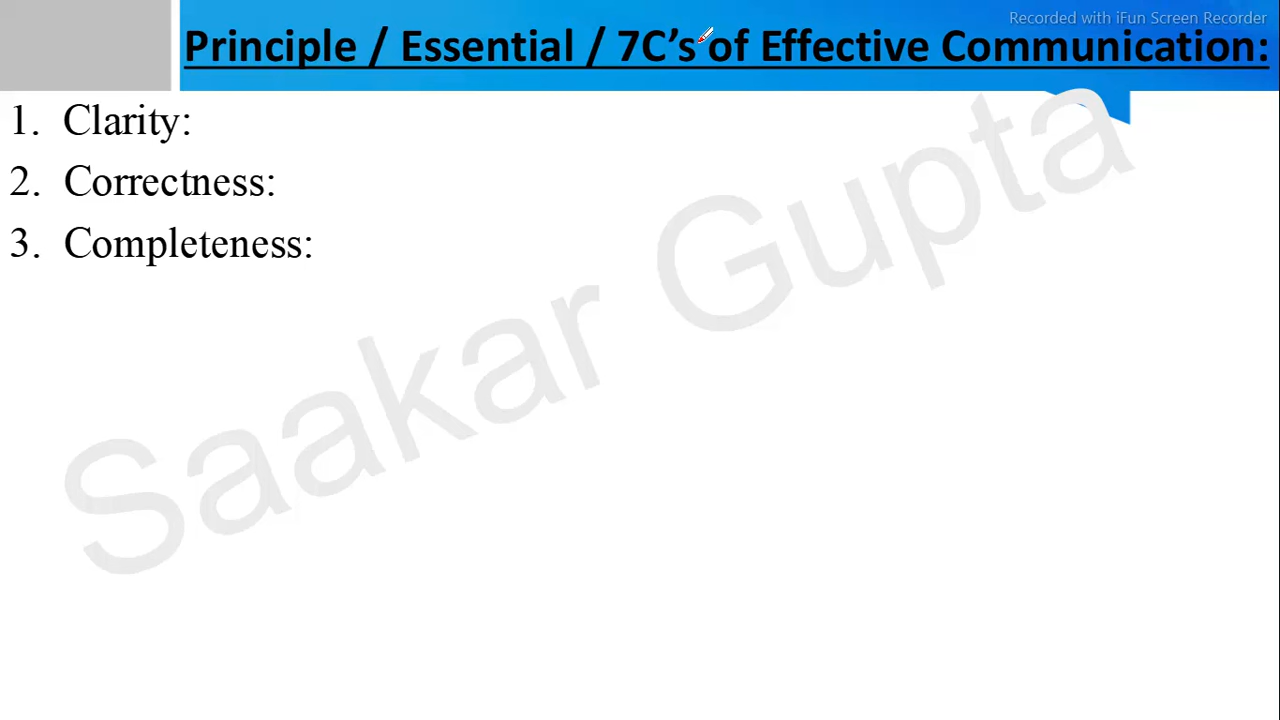 Recorded with iFun Screen Recorder
Principle / Essential / 7C’s of Effective Communication:
1. Clarity:
2. Correctness:
3. Completeness:
Saakar Gupta